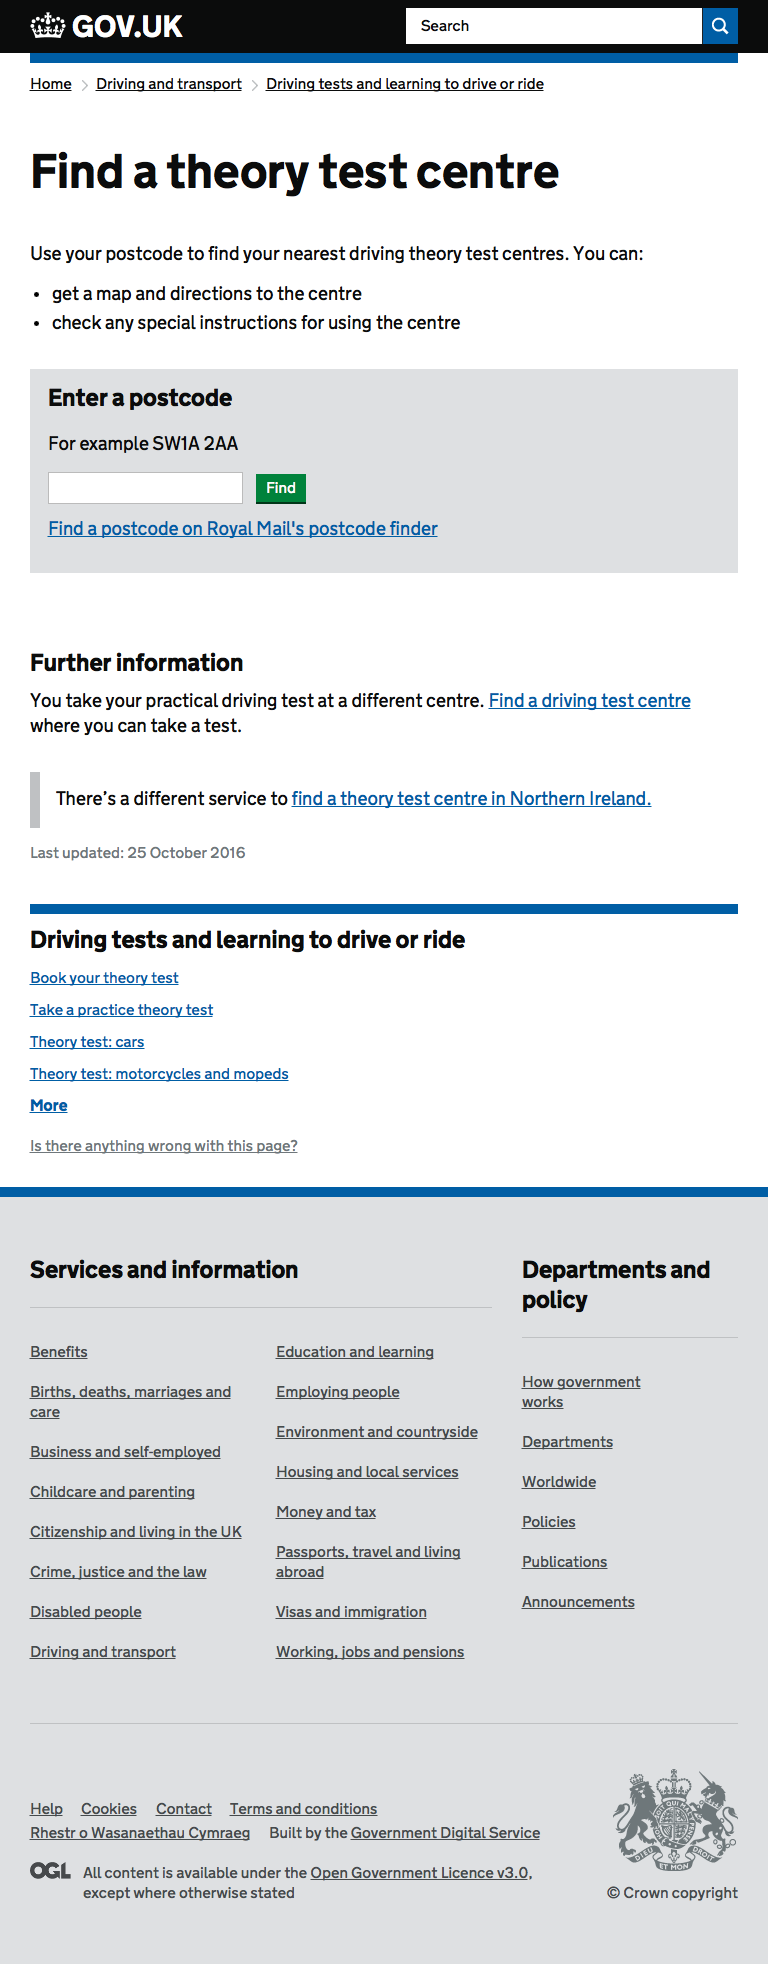 GOV.UK
Search
Home
Driving and transport
Driving tests and learning to drive or ride
Find a theory test centre
Use your postcode to find your nearest driving theory test centres. You can:
• get a map and directions to the centre
• check any special instructions for using the centre
Enter a postcode
For example SW1A 2AA
Find
Find a postcode on Royal Mail's postcode finder
Further information
You take your practical driving test at a different centre. Find a driving test centre
where you can take a test.
There's a different service to find a theory test centre in Northern Ireland.
Last updated: 25 October 2016
Driving tests and learning to drive or ride
Book your theory test
Take a practice theory test
Theory test: cars
Theory test: motorcycles and mopeds
More
Is there anything wrong with this page?
Services and information
Benefits
Births, deaths, marriages and
care
Business and self-employed
Childcare and parenting
Citizenship and living in the UK
Crime, justice and the law
Disabled people
Driving and transport
Education and learning
Employing people
Environment and countryside
Housing and local services
Money and tax
Passports, travel and living
abroad
Visas and immigration
Working, jobs and pensions
Departments and
policy
How government
works
Departments
Worldwide
Policies
Publications
Announcements
Help
Cookies
Contact
Terms and conditions
Rhestr o Wasanaethau Cymraeg
Built by the Government Digital Service
OGL
All content is available under the Open Government Licence v3.0,
except where otherwise stated
DIEU ET MON DROIT
© Crown copyright